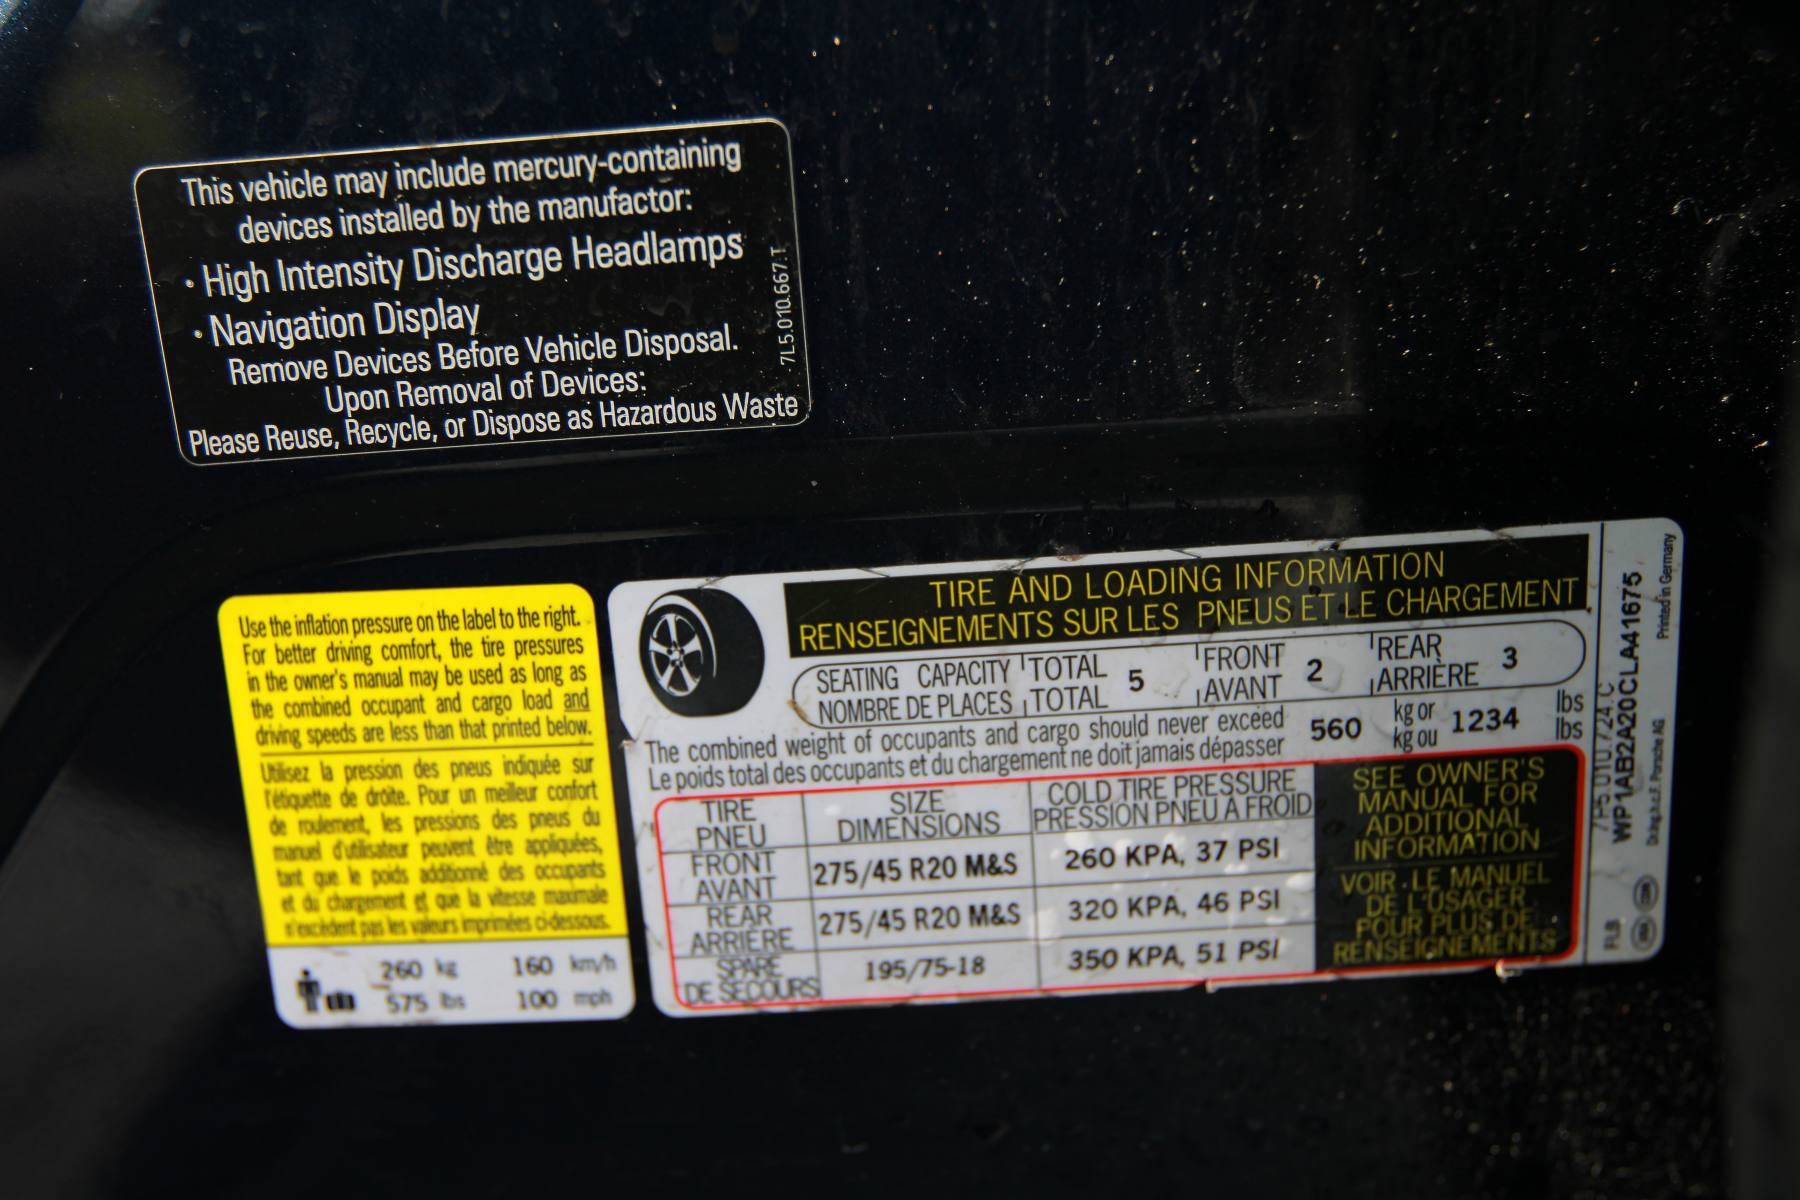 This vehicle may include mercury-containing
devices installed by the manufactor:
· High Intensity Discharge Headlamps
· Navigation Display
Remove Devices Before Vehicle Disposal.
Upon Removal of Devices:
Please Reuse, Recycle, or Dispose as Hazardous Waste
7L5.010.667.T
Use the inflation pressure on the label to the right.
For better driving comfort, the tire pressures
in the owner's manual may be used as long as
the combined occupant and cargo load and
driving speeds are less than that printed below.
Utilisez la pression des pneus indiquée sur
l'étiquette de droite. Pour un meilleur confort
de roulement, les pressions des pneus du
manuel d'utilisateur peuvent être appliquées,
tant que le poids additionné des occupants
et du chargement et que la vitesse maximale
n'excèdent pas les valeurs imprimées ci-dessous.
260 kg 160 km/h
575 lbs 100 mph
TIRE AND LOADING INFORMATION
RENSEIGNEMENTS SUR LES PNEUS ET LE CHARGEMENT
SEATING CAPACITY TOTAL 5 FRONT 2 REAR 3
NOMBRE DE PLACES TOTAL AVANT ARRIÈRE
The combined weight of occupants and cargo should never exceed 560 kg or 1234 lbs
Le poids total des occupants et du chargement ne doit jamais dépasser kg ou lbs
TIRE SIZE COLD TIRE PRESSURE
PNEU DIMENSIONS PRESSION PNEU A FROID
FRONT 275/45 R20 M&S 260 KPA, 37 PSI
AVANT
REAR 275/45 R20 M&S 320 KPA, 46 PSI
ARRIÈRE
SPARE 195/75-18 350 KPA, 51 PSI
DE SECOURS
SEE OWNER'S
MANUAL FOR
ADDITIONAL
INFORMATION
VOIR LE MANUEL
DE L'USAGER
POUR PLUS DE
RENSEIGNEMENTS
7P5.010.724.C
WP1AB2A20CLA41675
Printed in Germany
Dr.Ing.h.c.F. Porsche AG
FLB